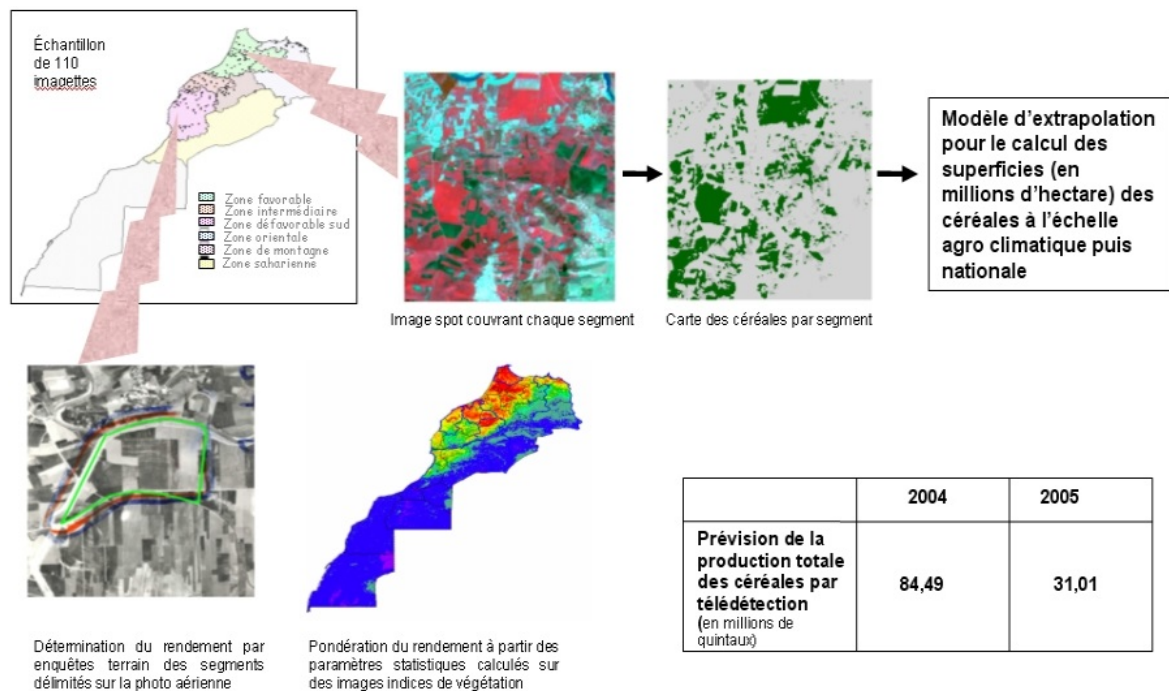 Échantillon
de 110
imagettes
Zone favorable
Zone intermédiaire
Zone défavorable sud
Zone orientale
Zone de montagne
Zone saharienne
Image spot couvrant chaque segment
Carte des céréales par segment
Modèle d'extrapolation
pour le calcul des
superficies (en
millions d'hectare) des
céréales à l'échelle
agro climatique puis
nationale
Détermination du rendement par
enquêtes terrain des segments
délimités sur la photo aérienne
Pondération du rendement à partir des
paramètres statistiques calculés sur
des images indices de végétation
2004 2005
Prévision de la
production totale
des céréales par
télédétection
(en millions de
quintaux)
84,49 31,01